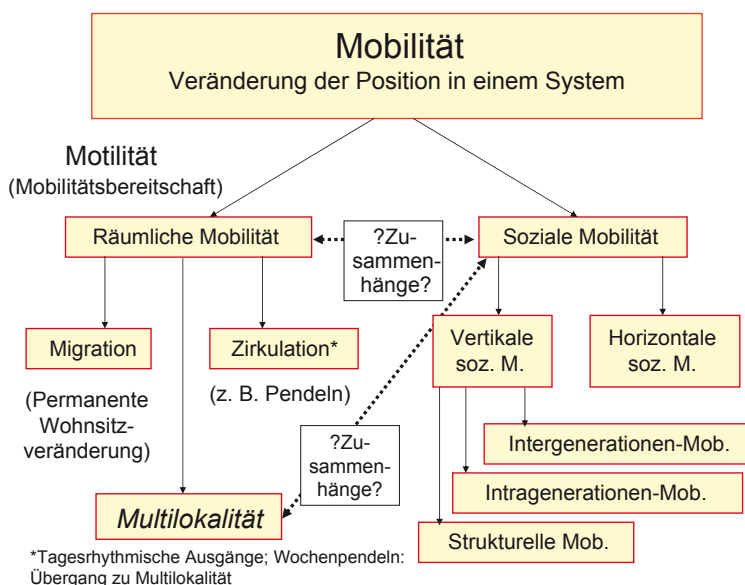 Mobilität
Veränderung der Position in einem System
Motilität
(Mobilitätsbereitschaft)
Räumliche Mobilität
?Zu-
sammen-
hänge?
Soziale Mobilität
Migration
Zirkulation*
Vertikale
soz. M.
Horizontale
soz. M.
(Permanente
Wohnsitz-
veränderung)
(z. B. Pendeln)
?Zu-
sammen-
hänge?
Intergenerationen-Mob.
Intragenerationen-Mob.
Multilokalität
Strukturelle Mob.
*Tagesrhythmische Ausgänge; Wochenpendeln:
Übergang zu Multilokalität